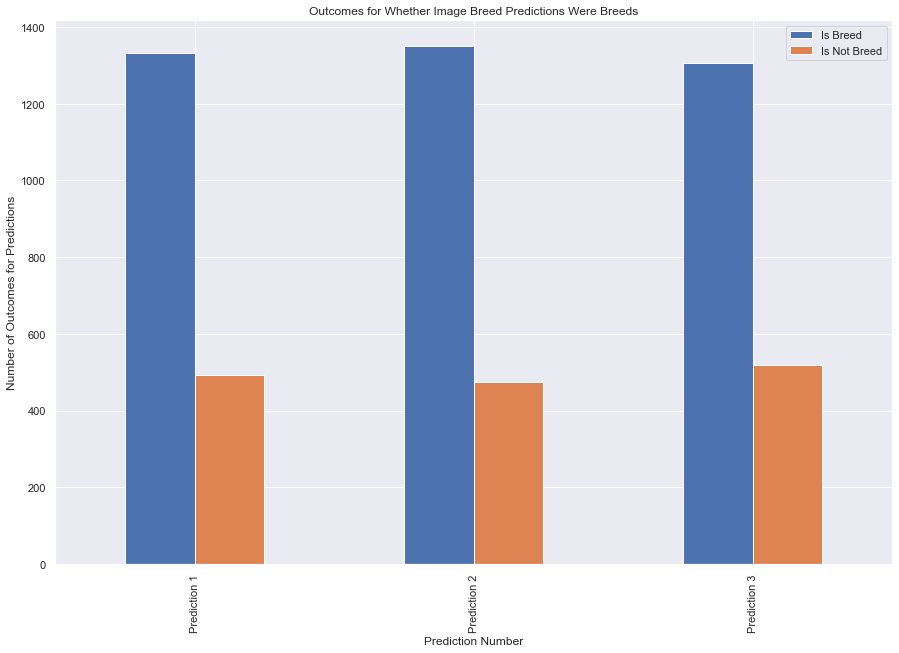 Outcomes for Whether Image Breed Predictions Were Breeds
Is Breed
Is Not Breed
Number of Outcomes for Predictions
1400
1200
1000
800
600
400
200
0
Prediction 1
Prediction 2
Prediction 3
Prediction Number